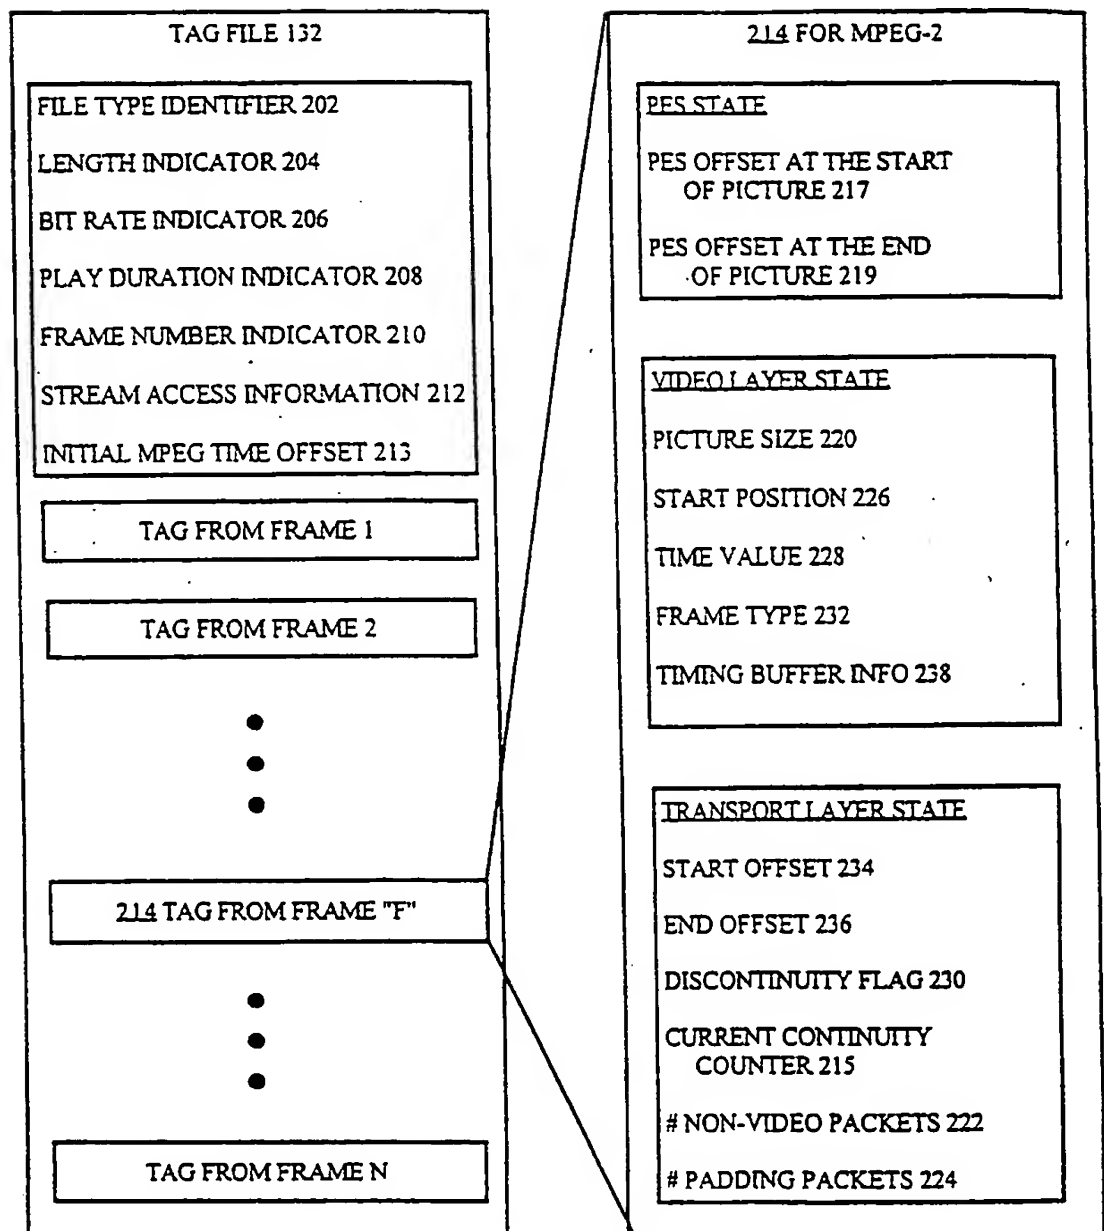 TAG FILE 132
FILE TYPE IDENTIFIER 202
LENGTH INDICATOR 204
BIT RATE INDICATOR 206
PLAY DURATION INDICATOR 208
FRAME NUMBER INDICATOR 210
STREAM ACCESS INFORMATION 212
INITIAL MPEG TIME OFFSET 213
TAG FROM FRAME 1
TAG FROM FRAME 2
214 TAG FROM FRAME "F"
TAG FROM FRAME N
214 FOR MPEG-2
PES STATE
PES OFFSET AT THE START
OF PICTURE 217
PES OFFSET AT THE END
OF PICTURE 219
VIDEO LAYER STATE
PICTURE SIZE 220
START POSITION 226
TIME VALUE 228
FRAME TYPE 232
TIMING BUFFER INFO 238
TRANSPORT LAYER STATE
START OFFSET 234
END OFFSET 236
DISCONTINUITY FLAG 230
CURRENT CONTINUITY
COUNTER 215
# NON-VIDEO PACKETS 222
# PADDING PACKETS 224